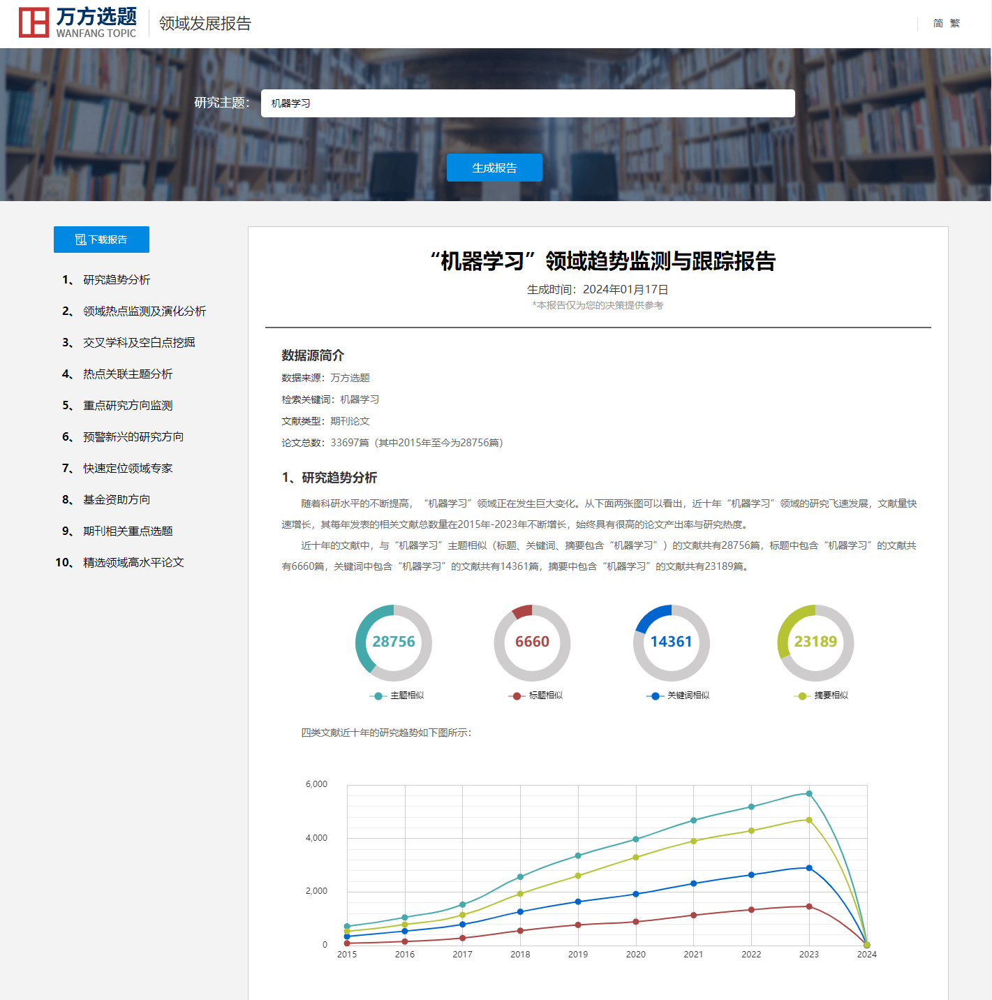 万方选题
WANFANG TOPIC
领域发展报告
简 繁
研究主题：
机器学习
生成报告
下载报告
1、 研究趋势分析
2、 领域热点监测及演化分析
3、 交叉学科及空白点挖掘
4、 热点关联主题分析
5、 重点研究方向监测
6、 预警新兴的研究方向
7、 快速定位领域专家
8、 基金资助方向
9、 期刊相关重点选题
10、 精选领域高水平论文
“机器学习”领域趋势监测与跟踪报告
生成时间：2024年01月17日
*本报告仅为您的决策提供参考
数据源简介
数据来源：万方选题
检索关键词：机器学习
文献类型：期刊论文
论文总数：33697篇（其中2015年至今为28756篇）
1、研究趋势分析
随着科研水平的不断提高，“机器学习”领域正在发生巨大变化。从下面两张图可以看出，近十年“机器学习”领域的研究飞速发展，文献量快
速增长，其每年发表的相关文献总数量在2015年-2023年不断增长，始终具有很高的论文产出率与研究热度。
近十年的文献中，与“机器学习”主题相似（标题、关键词、摘要包含“机器学习”）的文献共有28756篇，标题中包含“机器学习”的文献共
有6660篇，关键词中包含“机器学习”的文献共有14361篇，摘要中包含“机器学习”的文献共有23189篇。
28756
6660
14361
23189
主题相似
标题相似
关键词相似
摘要相似
四类文献近十年的研究趋势如下图所示：
6,000
4,000
2,000
0
2015 2016 2017 2018 2019 2020 2021 2022 2023 2024